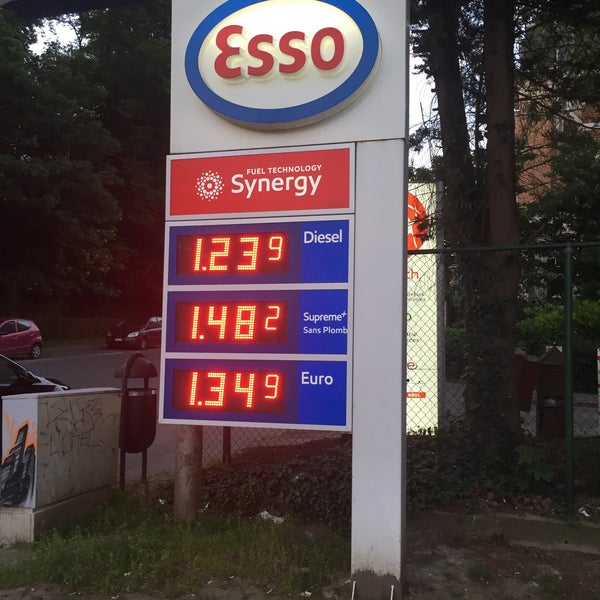 Esso
FUEL TECHNOLOGY
Synergy
1.239 Diesel
1.482 Supreme+
Sans Plomb
1.349 Euro